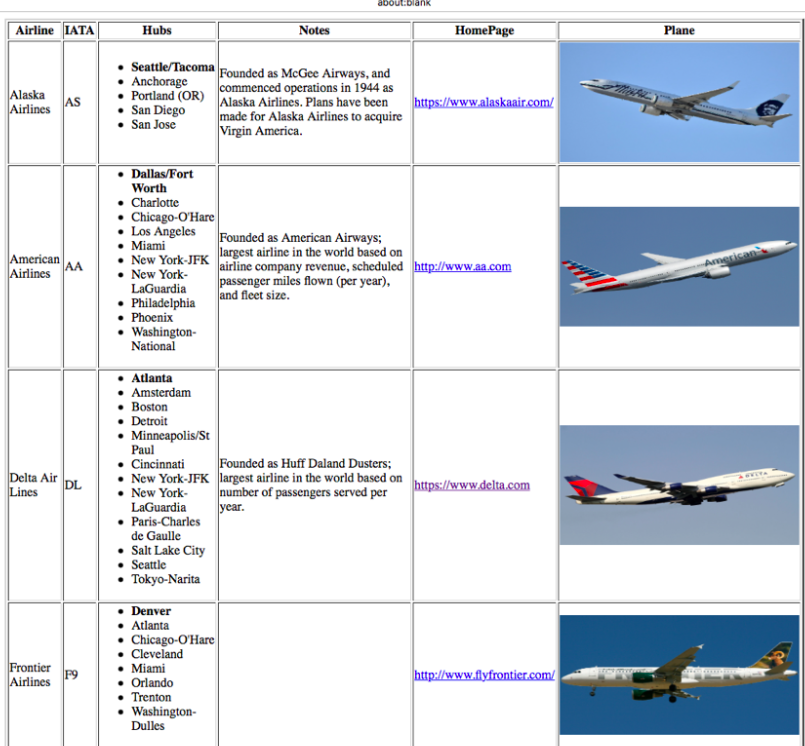 about:blank
Airline IATA Hubs Notes HomePage Plane
Alaska
Airlines
AS
Seattle/Tacoma
Anchorage
Portland (OR)
San Diego
San Jose
Founded as McGee Airways, and
commenced operations in 1944 as
Alaska Airlines. Plans have been
made for Alaska Airlines to acquire
Virgin America.
https://www.alaskaair.com/
Alaska
American
Airlines
AA
Dallas/Fort
Worth
Charlotte
Chicago-O'Hare
Los Angeles
Miami
New York-JFK
New York-
LaGuardia
Philadelphia
Phoenix
Washington-
National
Founded as American Airways;
largest airline in the world based on
airline company revenue, scheduled
passenger miles flown (per year),
and fleet size.
http://www.aa.com
American
Delta Air
Lines
DL
Atlanta
Amsterdam
Boston
Detroit
Minneapolis/St
Paul
Cincinnati
New York-JFK
New York-
LaGuardia
Paris-Charles
de Gaulle
Salt Lake City
Seattle
Tokyo-Narita
Founded as Huff Daland Dusters;
largest airline in the world based on
number of passengers served per
year.
https://www.delta.com
DELTA
Frontier
Airlines
F9
Denver
Atlanta
Chicago-O'Hare
Cleveland
Miami
Orlando
Trenton
Washington-
Dulles
http://www.flyfrontier.com/